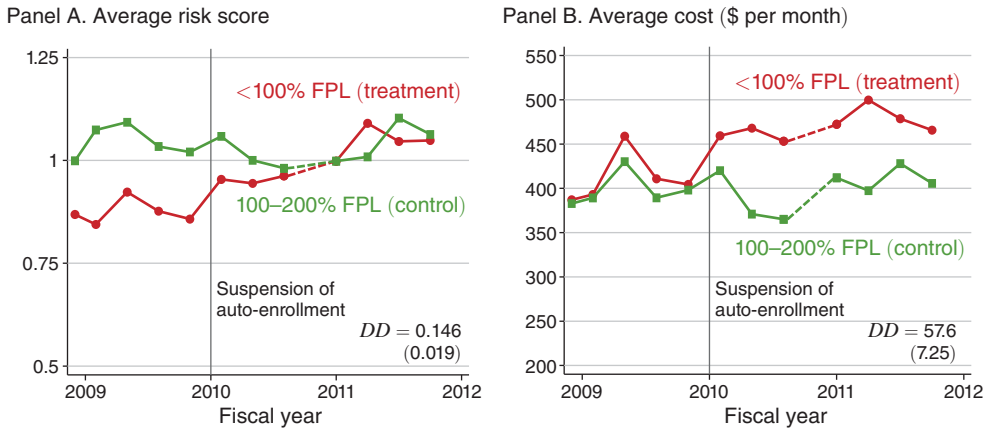 Panel A. Average risk score
1.25
1
0.75
0.5
<100% FPL (treatment)
100–200% FPL (control)
Suspension of
auto-enrollment
DD = 0.146
(0.019)
2009 2010 2011 2012
Fiscal year
Panel B. Average cost ($ per month)
550
500
450
400
350
300
250
200
<100% FPL (treatment)
100–200% FPL (control)
Suspension of
auto-enrollment
DD = 57.6
(7.25)
2009 2010 2011 2012
Fiscal year